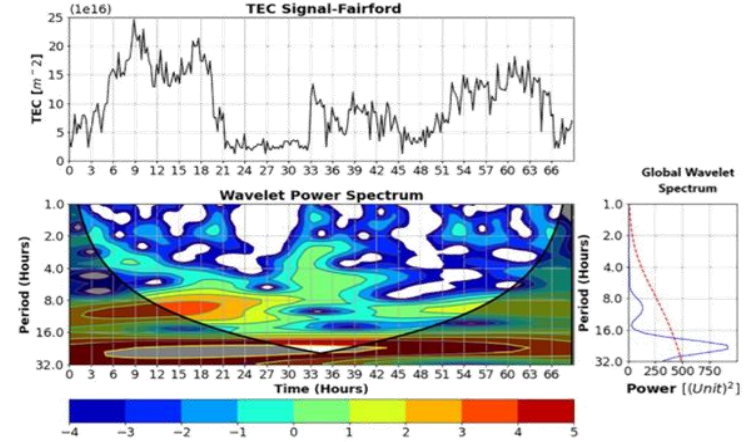 (1e16)
TEC Signal-Fairford
TEC [m^-2]
25
20
15
10
5
0
0 3 6 9 12 15 18 21 24 27 30 33 36 39 42 45 48 51 54 57 60 63 66
Wavelet Power Spectrum
Period (Hours)
1.0
2.0
4.0
8.0
16.0
32.0
0 3 6 9 12 15 18 21 24 27 30 33 36 39 42 45 48 51 54 57 60 63 66
Time (Hours)
Global Wavelet
Spectrum
Period (Hours)
1.0
2.0
4.0
8.0
16.0
32.0
0 250 500 750
Power [(Unit)²]
−4 −3 −2 −1 0 1 2 3 4 5